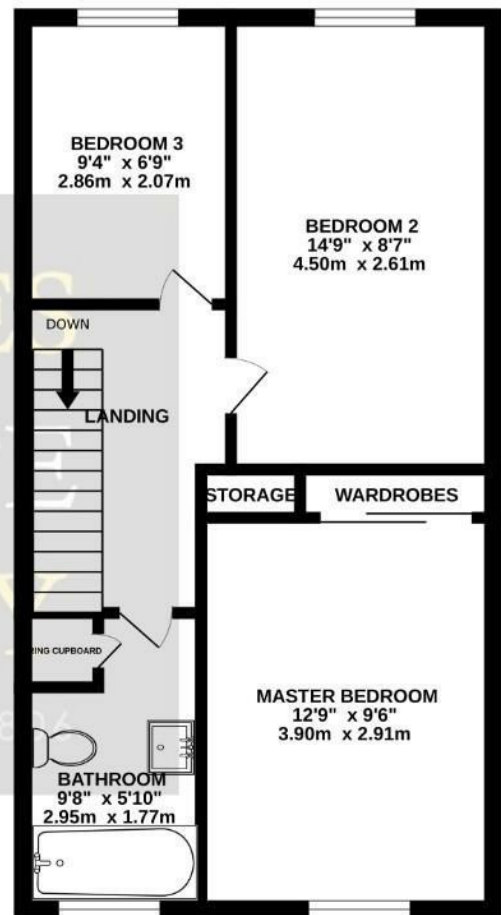 BEDROOM 3
9'4" x 6'9"
2.86m x 2.07m
BEDROOM 2
14'9" x 8'7"
4.50m x 2.61m
DOWN
LANDING
STORAGE
WARDROBES
RING CUPBOARD
MASTER BEDROOM
12'9" x 9'6"
3.90m x 2.91m
BATHROOM
9'8" x 5'10"
2.95m x 1.77m